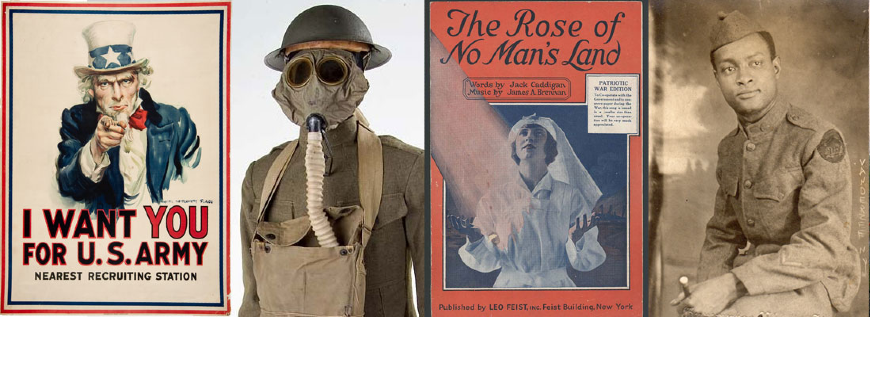 I WANT YOU
FOR U.S. ARMY
NEAREST RECRUITING STATION
The Rose of
No Man's Land
Words by Jack Caddigan
Music by James A. Brennan
PATRIOTIC
WAR EDITION
Published by LEO FEIST, INC. Feist Building, New York